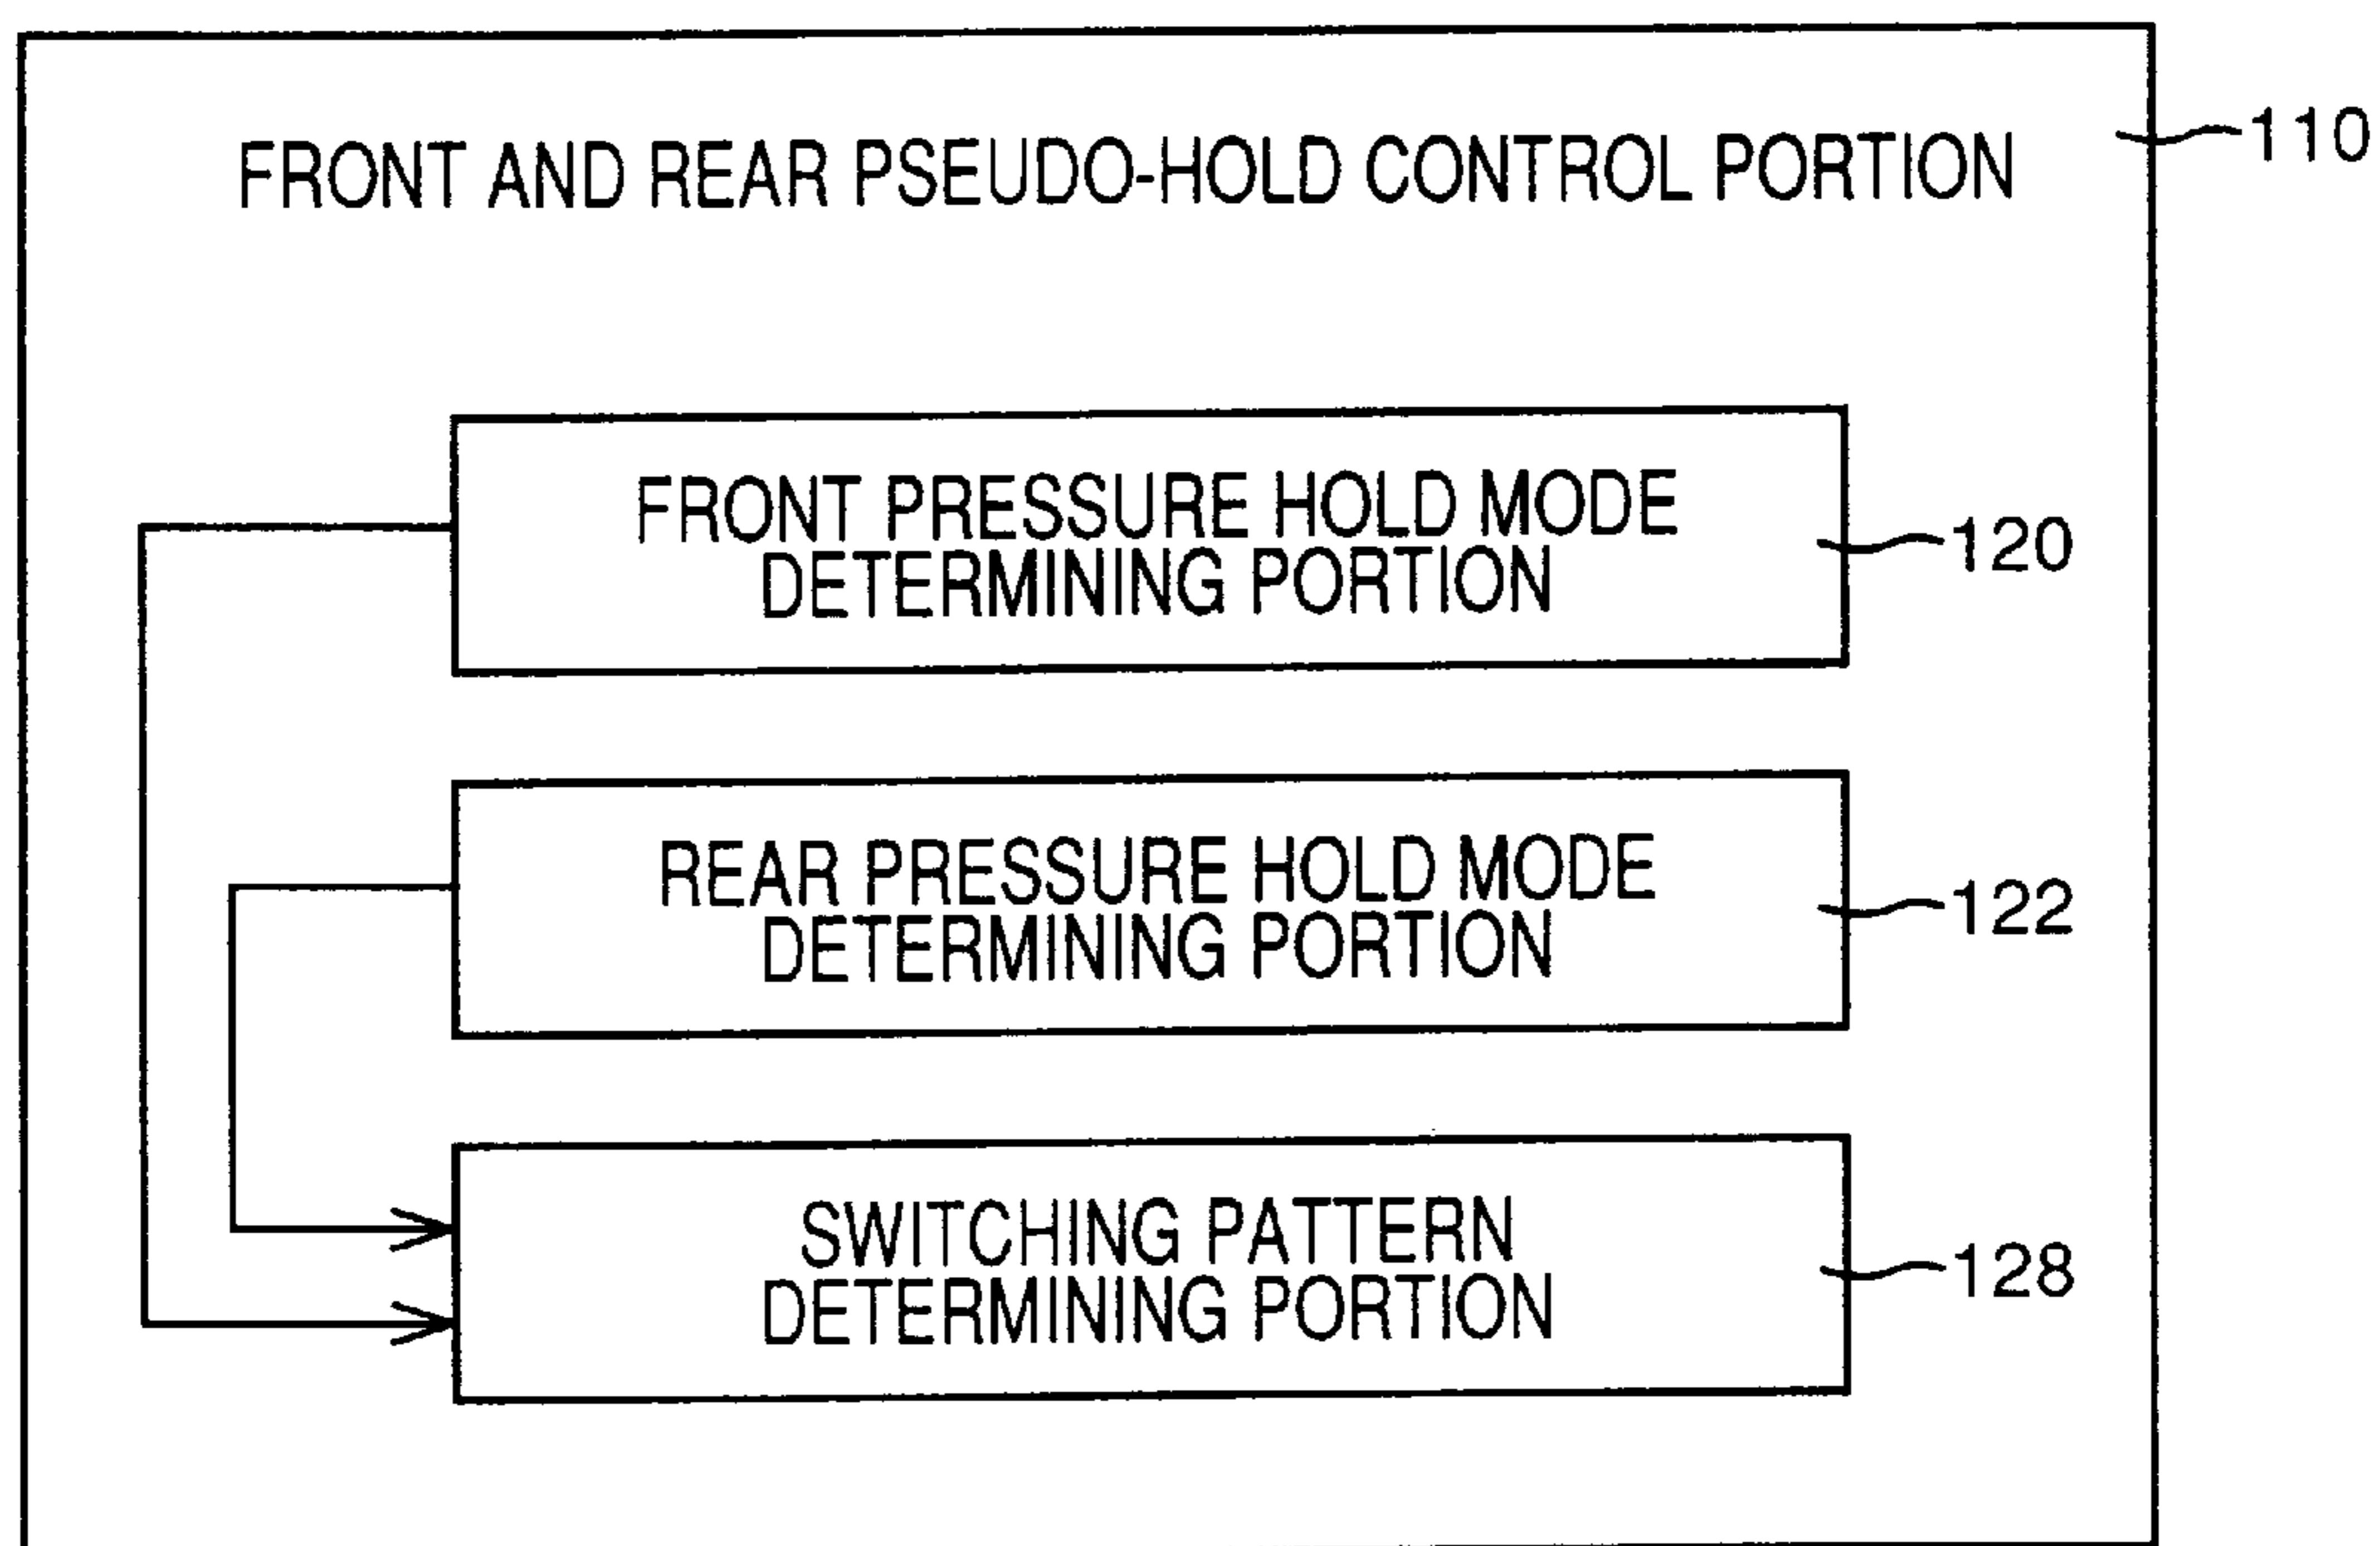 FRONT AND REAR PSEUDO-HOLD CONTROL PORTION
110
FRONT PRESSURE HOLD MODE
DETERMINING PORTION
120
REAR PRESSURE HOLD MODE
DETERMINING PORTION
122
SWITCHING PATTERN
DETERMINING PORTION
128